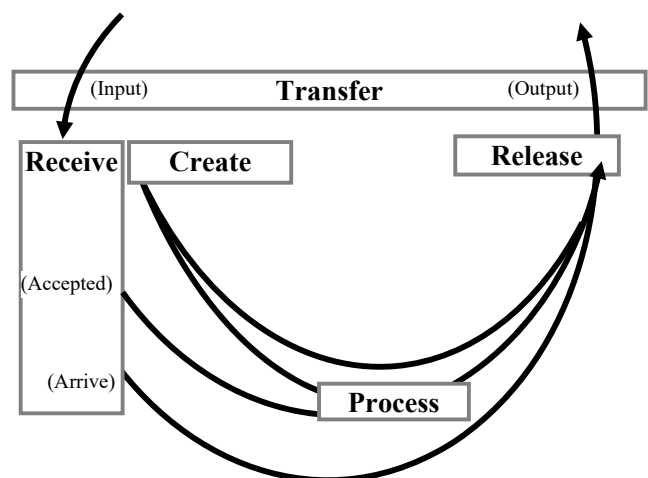 (Input) Transfer (Output)
Receive Create Release
(Accepted)
(Arrive)
Process